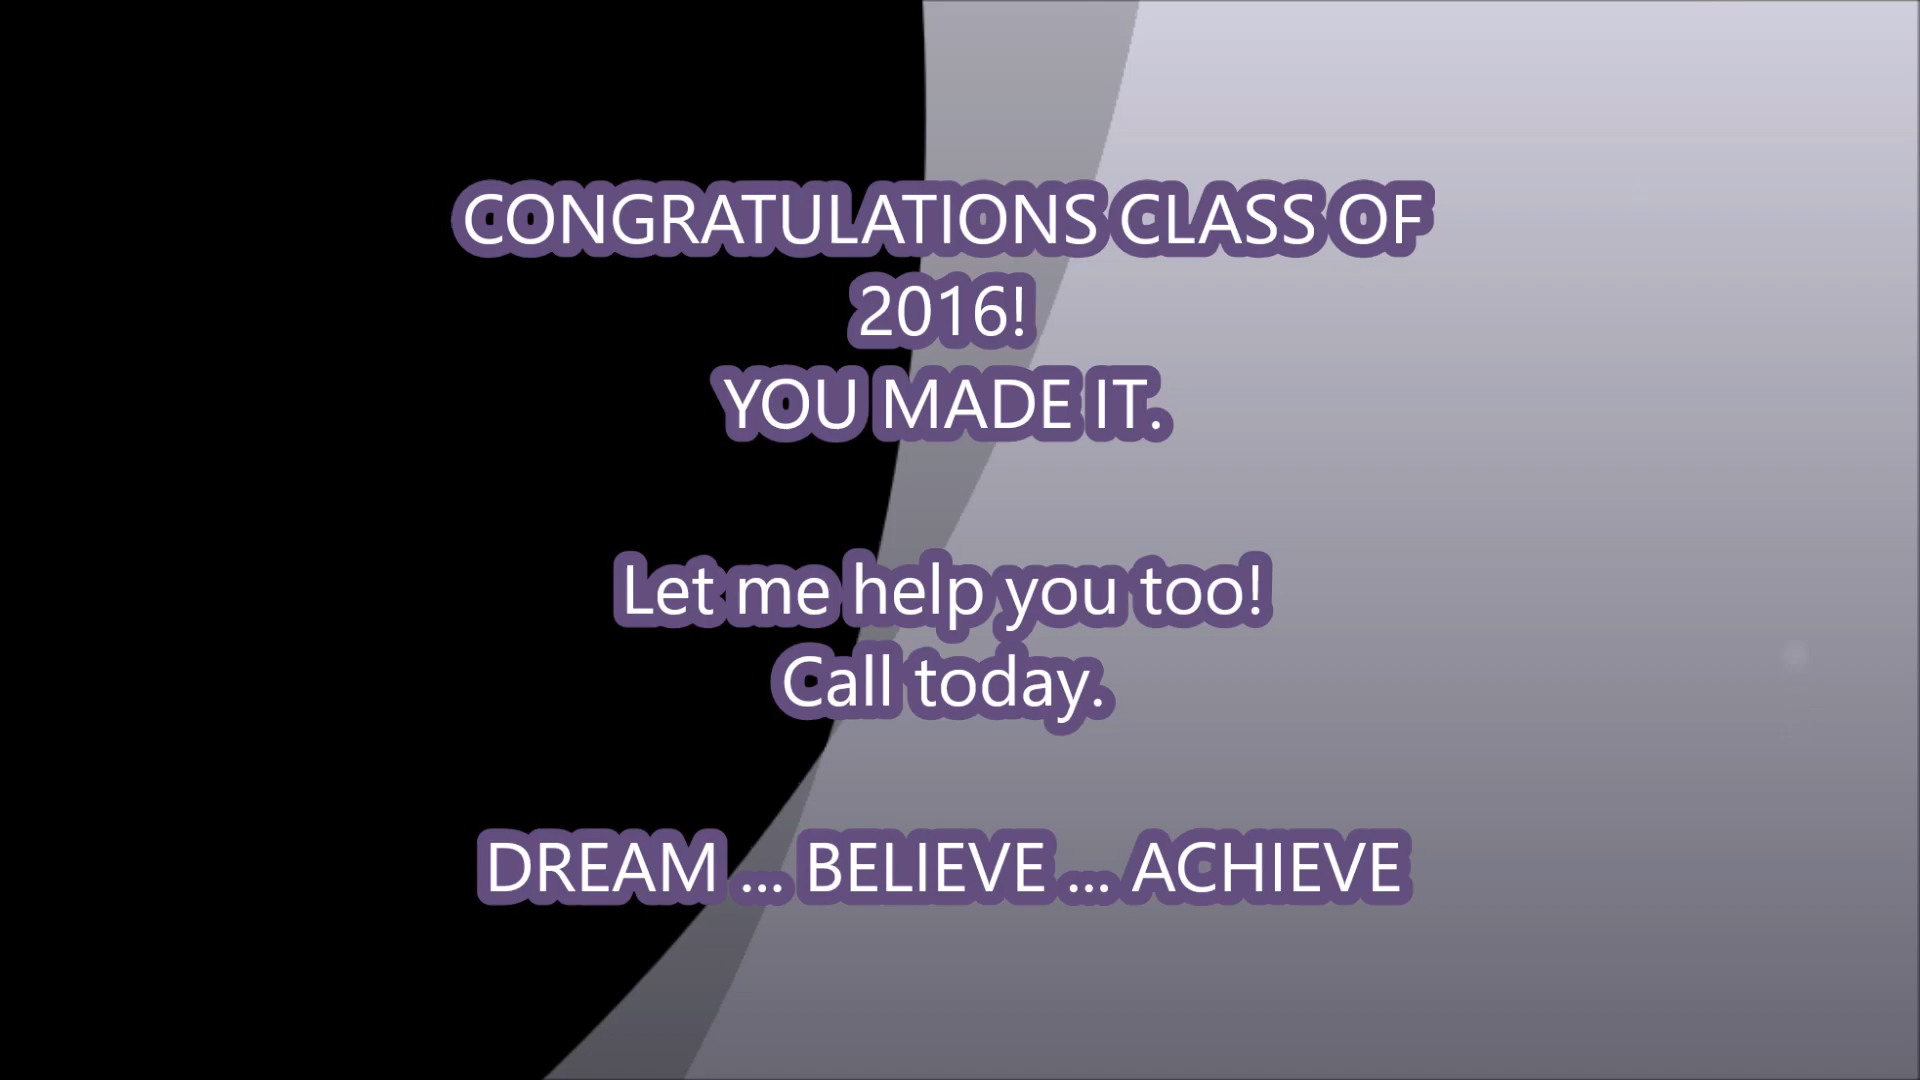 CONGRATULATIONS CLASS OF
2016!
YOU MADE IT.
Let me help you too!
Call today.
DREAM ... BELIEVE ... ACHIEVE